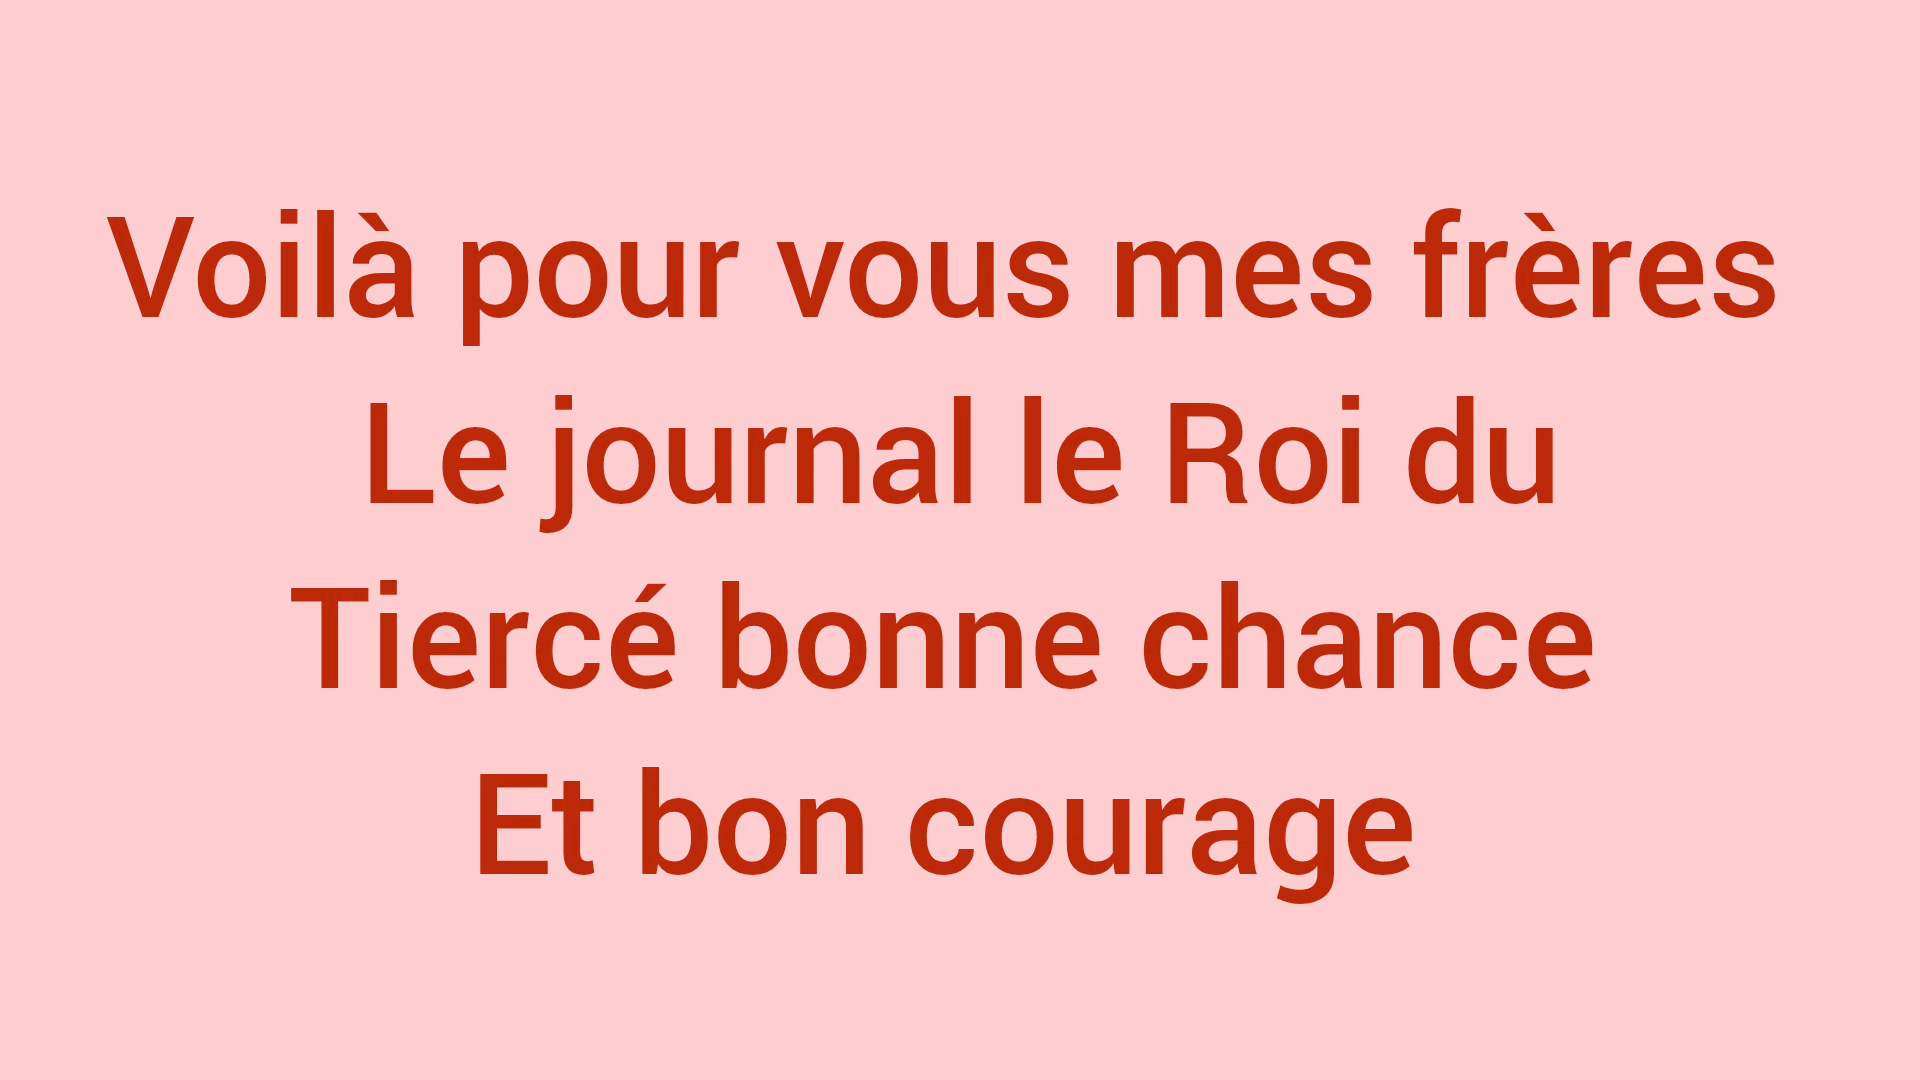 Voilà pour vous mes frères
Le journal le Roi du
Tiercé bonne chance
Et bon courage